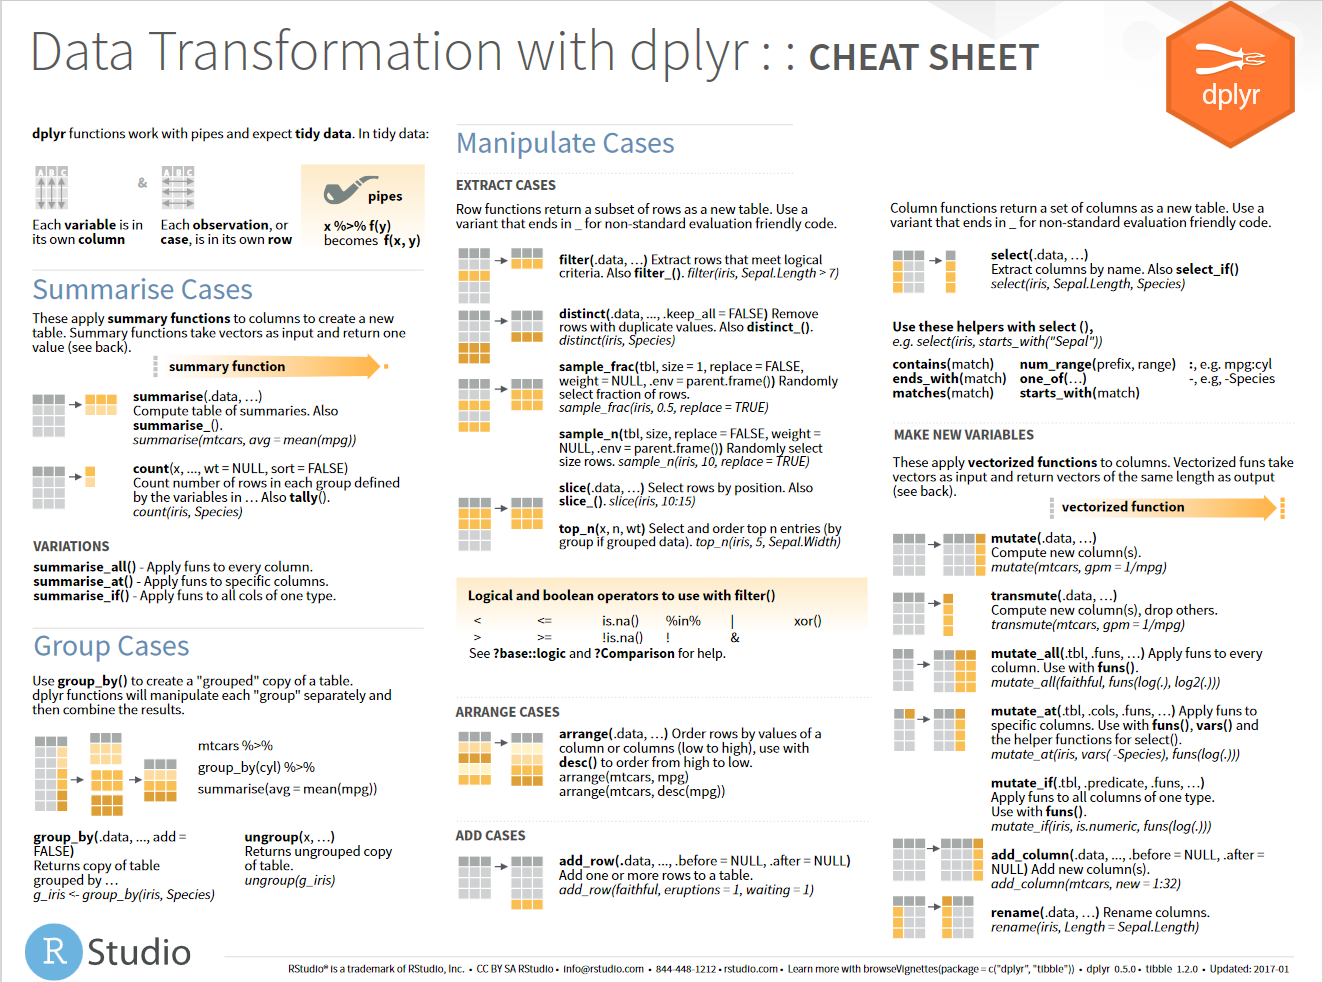 Data Transformation with dplyr : : CHEAT SHEET
dplyr
dplyr functions work with pipes and expect tidy data. In tidy data:
A B C
&
A B C
pipes
Each variable is in
its own column
Each observation, or
case, is in its own row
x %>% f(y)
becomes f(x, y)
Summarise Cases
These apply summary functions to columns to create a new
table. Summary functions take vectors as input and return one
value (see back).
summary function
summarise(.data, …)
Compute table of summaries. Also
summarise_().
summarise(mtcars, avg = mean(mpg))
count(x, ..., wt = NULL, sort = FALSE)
Count number of rows in each group defined
by the variables in … Also tally().
count(iris, Species)
VARIATIONS
summarise_all() - Apply funs to every column.
summarise_at() - Apply funs to specific columns.
summarise_if() - Apply funs to all cols of one type.
Group Cases
Use group_by() to create a "grouped" copy of a table.
dplyr functions will manipulate each "group" separately and
then combine the results.
mtcars %>%
group_by(cyl) %>%
summarise(avg = mean(mpg))
group_by(.data, ..., add =
FALSE)
Returns copy of table
grouped by …
g_iris <- group_by(iris, Species)
ungroup(x, …)
Returns ungrouped copy
of table.
ungroup(g_iris)
Manipulate Cases
EXTRACT CASES
Row functions return a subset of rows as a new table. Use a
variant that ends in _ for non-standard evaluation friendly code.
filter(.data, …) Extract rows that meet logical
criteria. Also filter_(). filter(iris, Sepal.Length > 7)
distinct(.data, ..., .keep_all = FALSE) Remove
rows with duplicate values. Also distinct_().
distinct(iris, Species)
sample_frac(tbl, size = 1, replace = FALSE,
weight = NULL, .env = parent.frame()) Randomly
select fraction of rows.
sample_frac(iris, 0.5, replace = TRUE)
sample_n(tbl, size, replace = FALSE, weight =
NULL, .env = parent.frame()) Randomly select
size rows. sample_n(iris, 10, replace = TRUE)
slice(.data, …) Select rows by position. Also
slice_(). slice(iris, 10:15)
top_n(x, n, wt) Select and order top n entries (by
group if grouped data). top_n(iris, 5, Sepal.Width)
Logical and boolean operators to use with filter()
< <= is.na() %in% | xor()
> >= !is.na() ! &
See ?base::logic and ?Comparison for help.
ARRANGE CASES
arrange(.data, …) Order rows by values of a
column or columns (low to high), use with
desc() to order from high to low.
arrange(mtcars, mpg)
arrange(mtcars, desc(mpg))
ADD CASES
add_row(.data, ..., .before = NULL, .after = NULL)
Add one or more rows to a table.
add_row(faithful, eruptions = 1, waiting = 1)
Column functions return a set of columns as a new table. Use a
variant that ends in _ for non-standard evaluation friendly code.
select(.data, …)
Extract columns by name. Also select_if()
select(iris, Sepal.Length, Species)
Use these helpers with select (),
e.g. select(iris, starts_with("Sepal"))
contains(match) num_range(prefix, range) :, e.g. mpg:cyl
ends_with(match) one_of(…) -, e.g, -Species
matches(match) starts_with(match)
MAKE NEW VARIABLES
These apply vectorized functions to columns. Vectorized funs take
vectors as input and return vectors of the same length as output
(see back).
vectorized function
mutate(.data, …)
Compute new column(s).
mutate(mtcars, gpm = 1/mpg)
transmute(.data, …)
Compute new column(s), drop others.
transmute(mtcars, gpm = 1/mpg)
mutate_all(.tbl, .funs, …) Apply funs to every
column. Use with funs().
mutate_all(faithful, funs(log(.), log2(.)))
mutate_at(.tbl, .cols, .funs, …) Apply funs to
specific columns. Use with funs(), vars() and
the helper functions for select().
mutate_at(iris, vars( -Species), funs(log(.)))
mutate_if(.tbl, .predicate, .funs, …)
Apply funs to all columns of one type.
Use with funs().
mutate_if(iris, is.numeric, funs(log(.)))
add_column(.data, ..., .before = NULL, .after =
NULL) Add new column(s).
add_column(mtcars, new = 1:32)
rename(.data, …) Rename columns.
rename(iris, Length = Sepal.Length)
R Studio
RStudio® is a trademark of RStudio, Inc. • CC BY SA RStudio • info@rstudio.com • 844-448-1212 • rstudio.com • Learn more with browseVignettes(package = c("dplyr", "tibble")) • dplyr 0.5.0 • tibble 1.2.0 • Updated: 2017-01